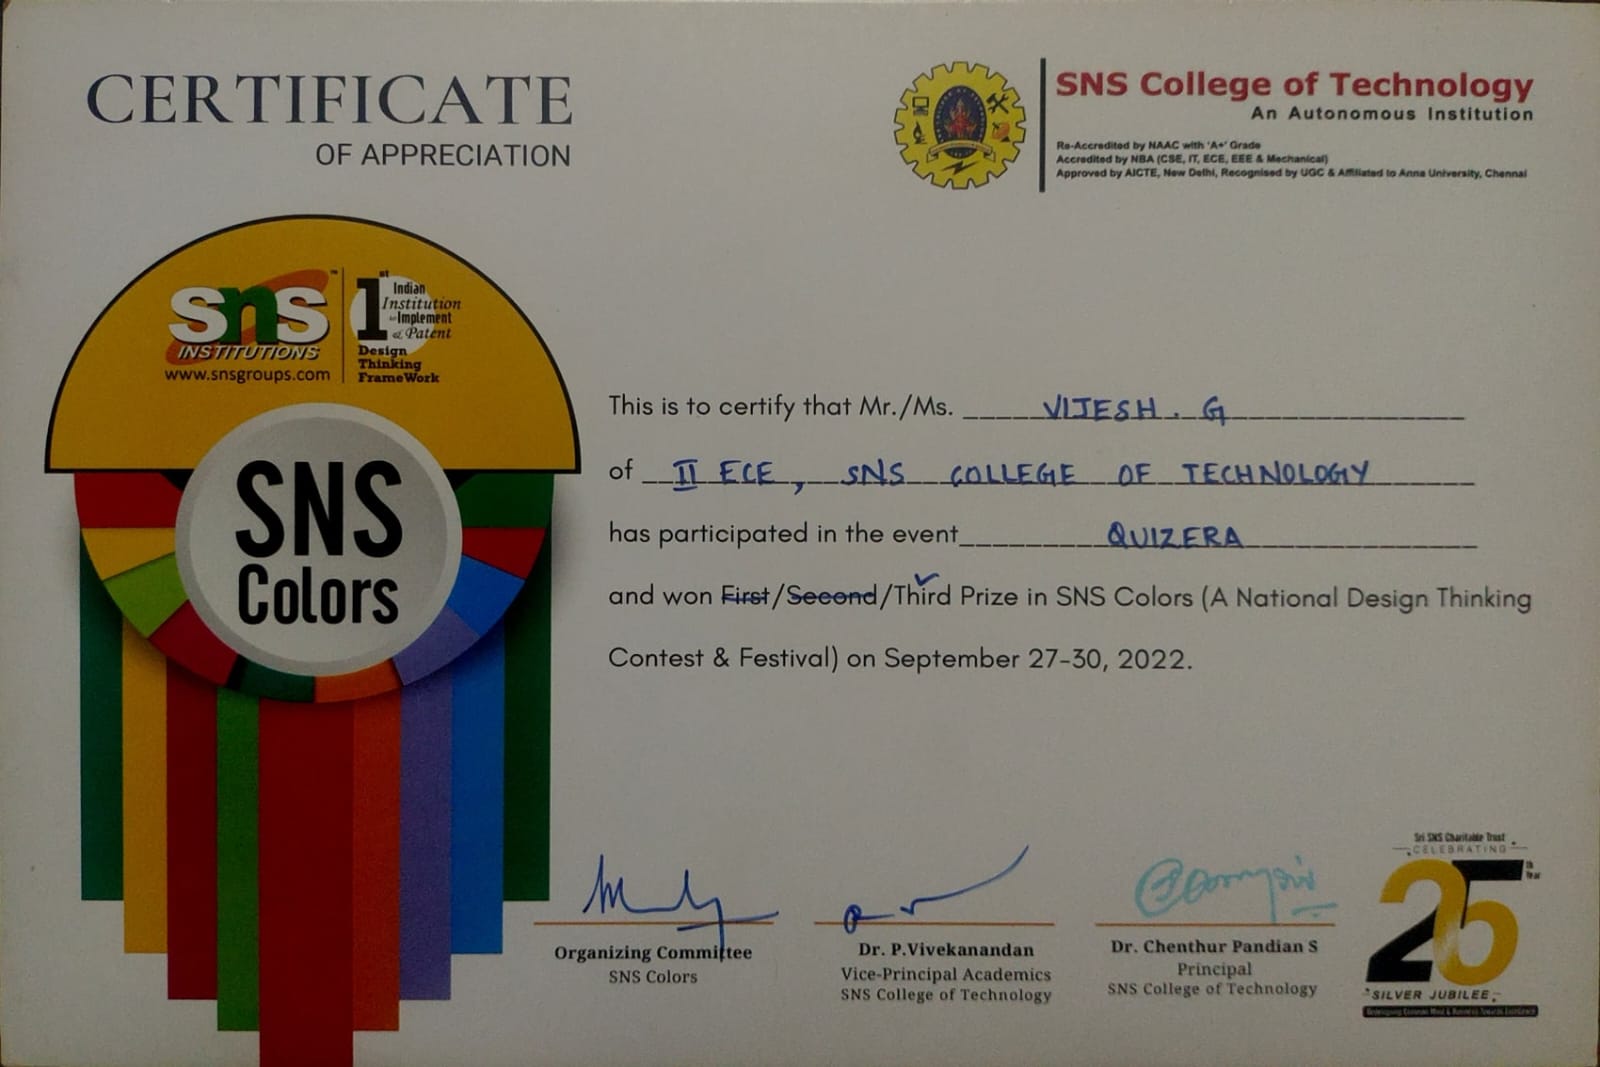 CERTIFICATE
OF APPRECIATION
SNS College of Technology
An Autonomous Institution
Re-Accredited by NAAC with 'A+' Grade
Accredited by NBA (CSE, IT, ECE, EEE & Mechanical)
Approved by AICTE, New Delhi, Recognised by UGC & Affiliated to Anna University, Chennai
SNS
INSTITUTIONS
www.snsgroups.com
1st Indian
Institution
to Implement
& Patent
Design
Thinking
FrameWork
SNS
Colors
This is to certify that Mr./Ms. VIJESH. G
of II ECE, SNS COLLEGE OF TECHNOLOGY
has participated in the event QUIZERA
and won First/Second/Third Prize in SNS Colors (A National Design Thinking
Contest & Festival) on September 27-30, 2022.
Organizing Committee
SNS Colors
Dr. P.Vivekanandan
Vice-Principal Academics
SNS College of Technology
Dr. Chenthur Pandian S
Principal
SNS College of Technology
Sri SNS Charitable Trust
CELEBRATING
25th Year
SILVER JUBILEE